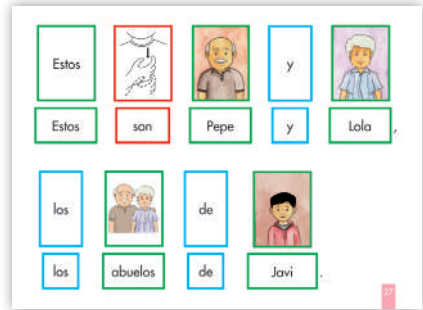 Estos y
Estos son Pepe y Lola ,
los de
los abuelos de Javi .
27